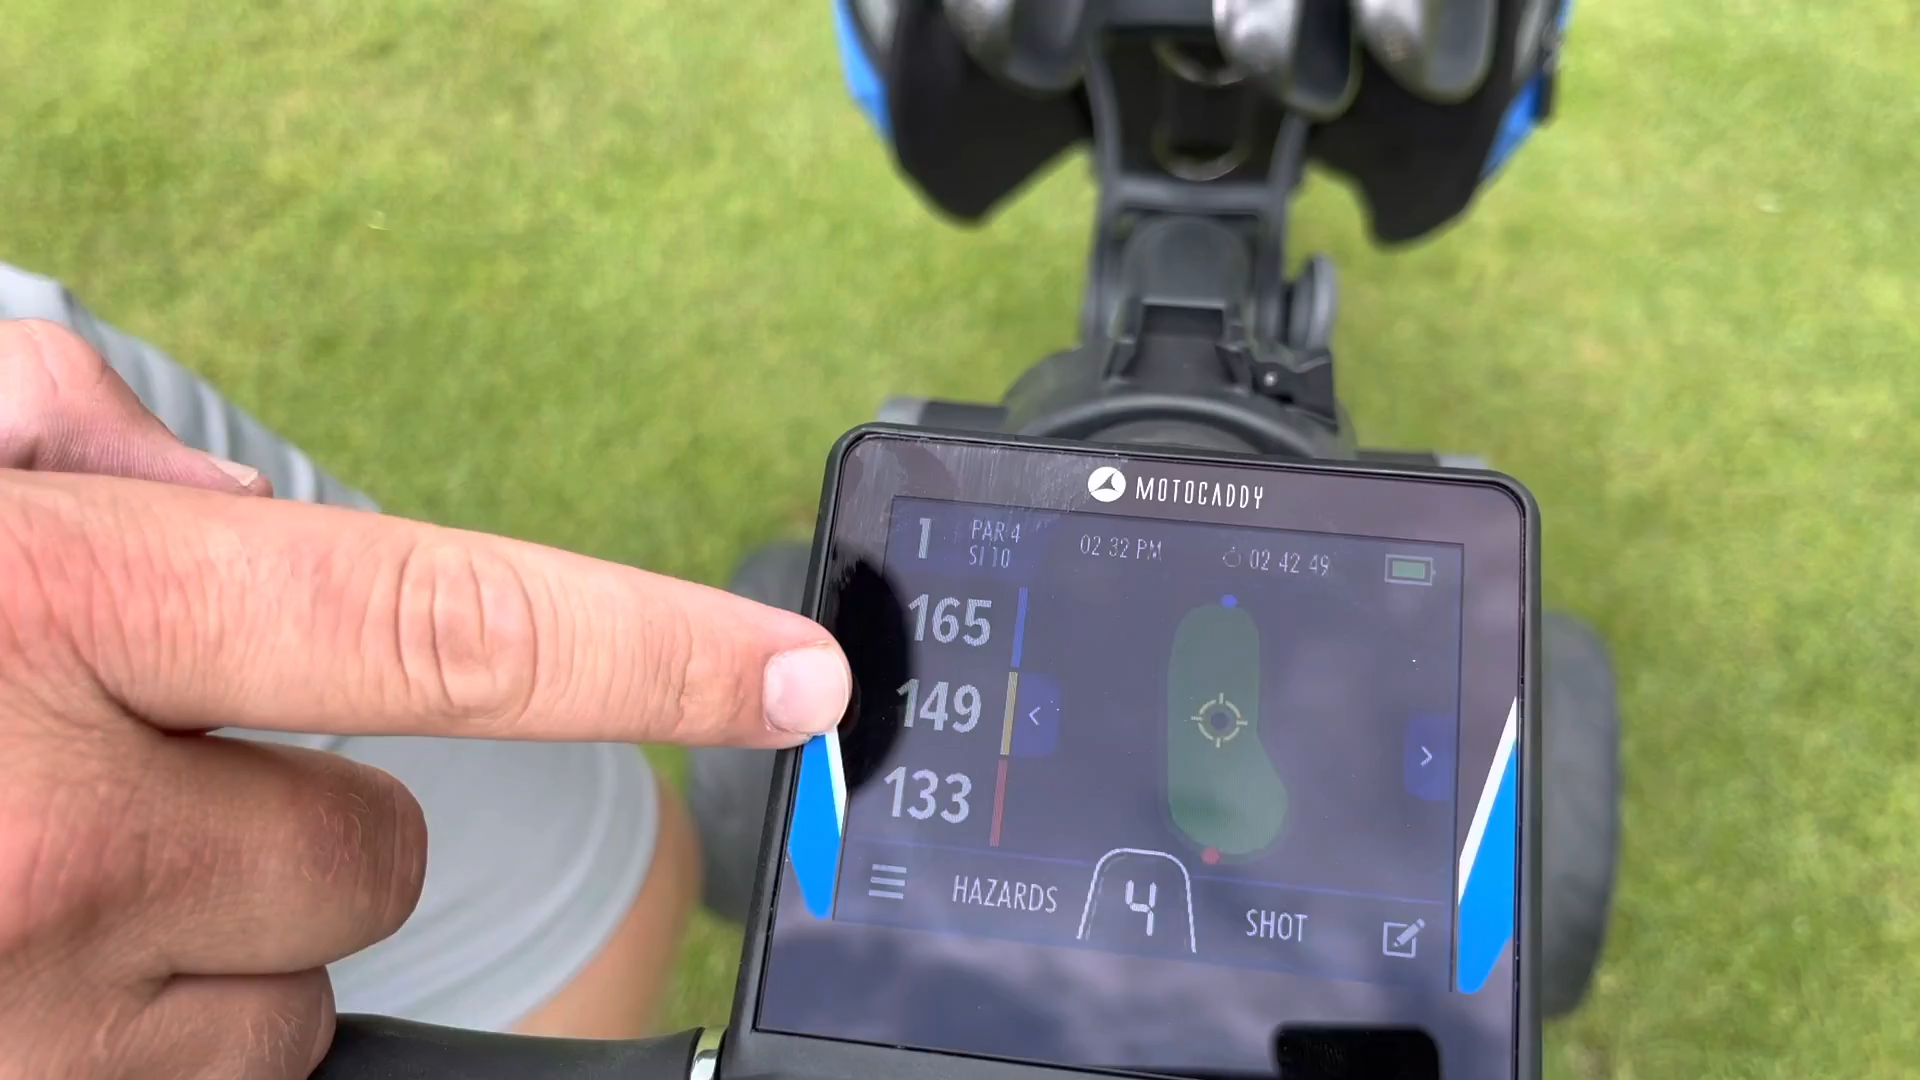 MOTOCADDY
1 PAR 4 02 32 PM 02 42 49
SI 10
165
149 < >
133
HAZARDS 4 SHOT